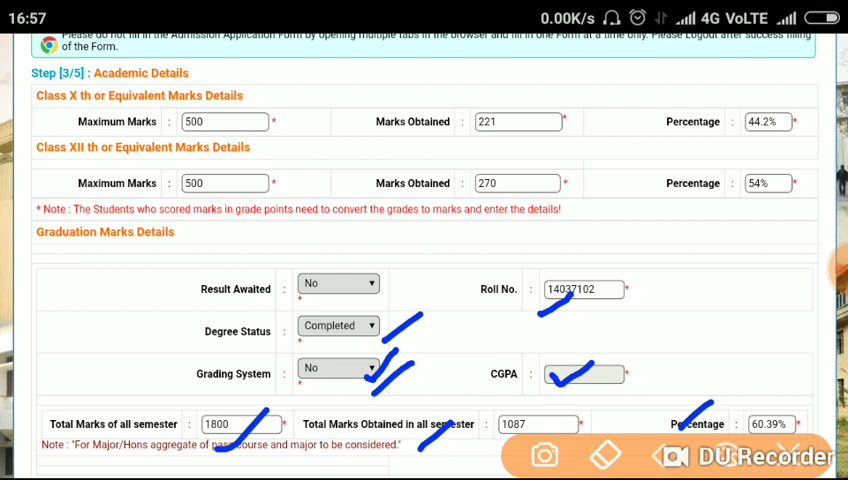 16:57 0.00K/s 4G VoLTE
Please do not fill in the Admission Application Form by opening multiple tabs in the browser and fill in one Form at a time only. Please Logout after success filling
of the Form.
Step [3/5] : Academic Details
Class X th or Equivalent Marks Details
Maximum Marks : 500 * Marks Obtained : 221 * Percentage : 44.2% *
Class XII th or Equivalent Marks Details
Maximum Marks : 500 * Marks Obtained : 270 * Percentage : 54% *
* Note : The Students who scored marks in grade points need to convert the grades to marks and enter the details!
Graduation Marks Details
Result Awaited : No * Roll No. : 14037102 *
Degree Status : Completed *
Grading System : No * CGPA : *
Total Marks of all semester : 1800 * Total Marks Obtained in all semester : 1087 * Percentage : 60.39% *
Note : "For Major/Hons aggregate of pass course and major to be considered."
DU Recorder